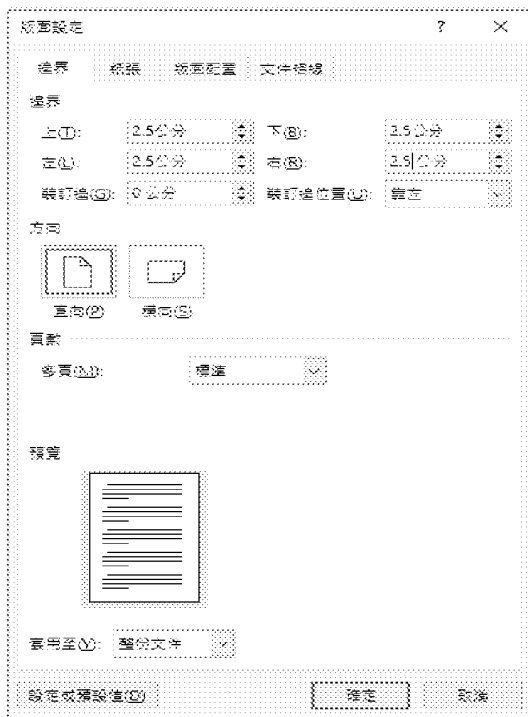 版面設定 ? ×
邊界 紙張 版面配置 文件格線
邊界
上(T): 2.5公分 下(B): 2.5公分
左(L): 2.5公分 右(R): 2.5公分
裝訂邊(G): 0公分 裝訂邊位置(U): 靠左
方向
直向(P) 橫向(S)
頁數
多頁(M): 標準
預覽
套用至(Y): 整份文件
設定成預設值(D) 確定 取消